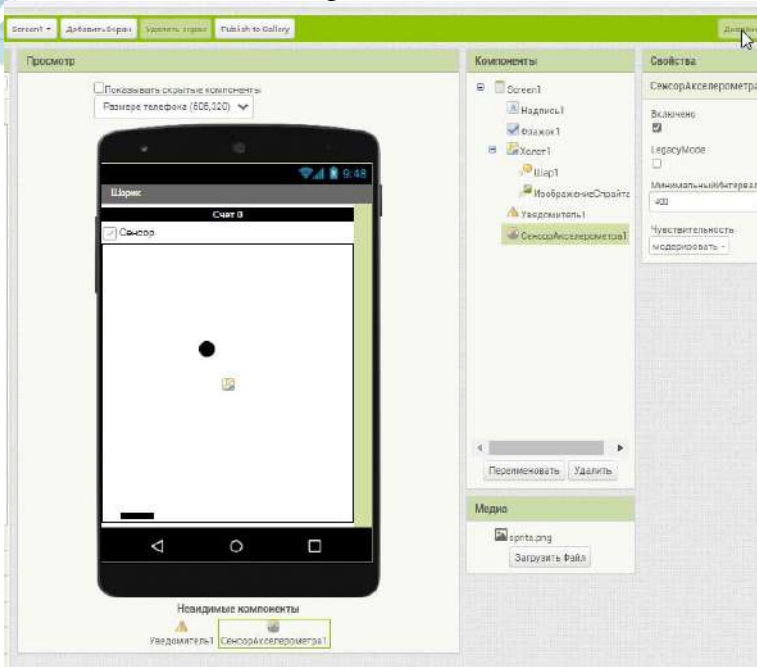 Screen1
Добавить Экран
Удалить экран
Publish to Gallery
Просмотр
Показывать скрытые компоненты
Размере телефона (505,320)
9:48
Шарик
Счет 0
Сенсор
Невидимые компоненты
Уведомитель1
СенсорАкселерометра1
Компоненты
Screen1
Надпись1
Флажок1
Холст1
Шар1
ИзображениеСпрайта
Уведомитель1
СенсорАкселерометра1
Переименовать
Удалить
Медиа
sprite.png
Загрузить Файл
Свойства
СенсорАкселерометра
Включено
LegacyMode
МинимальныйИнтервал
400
Чувствительность
модерировать